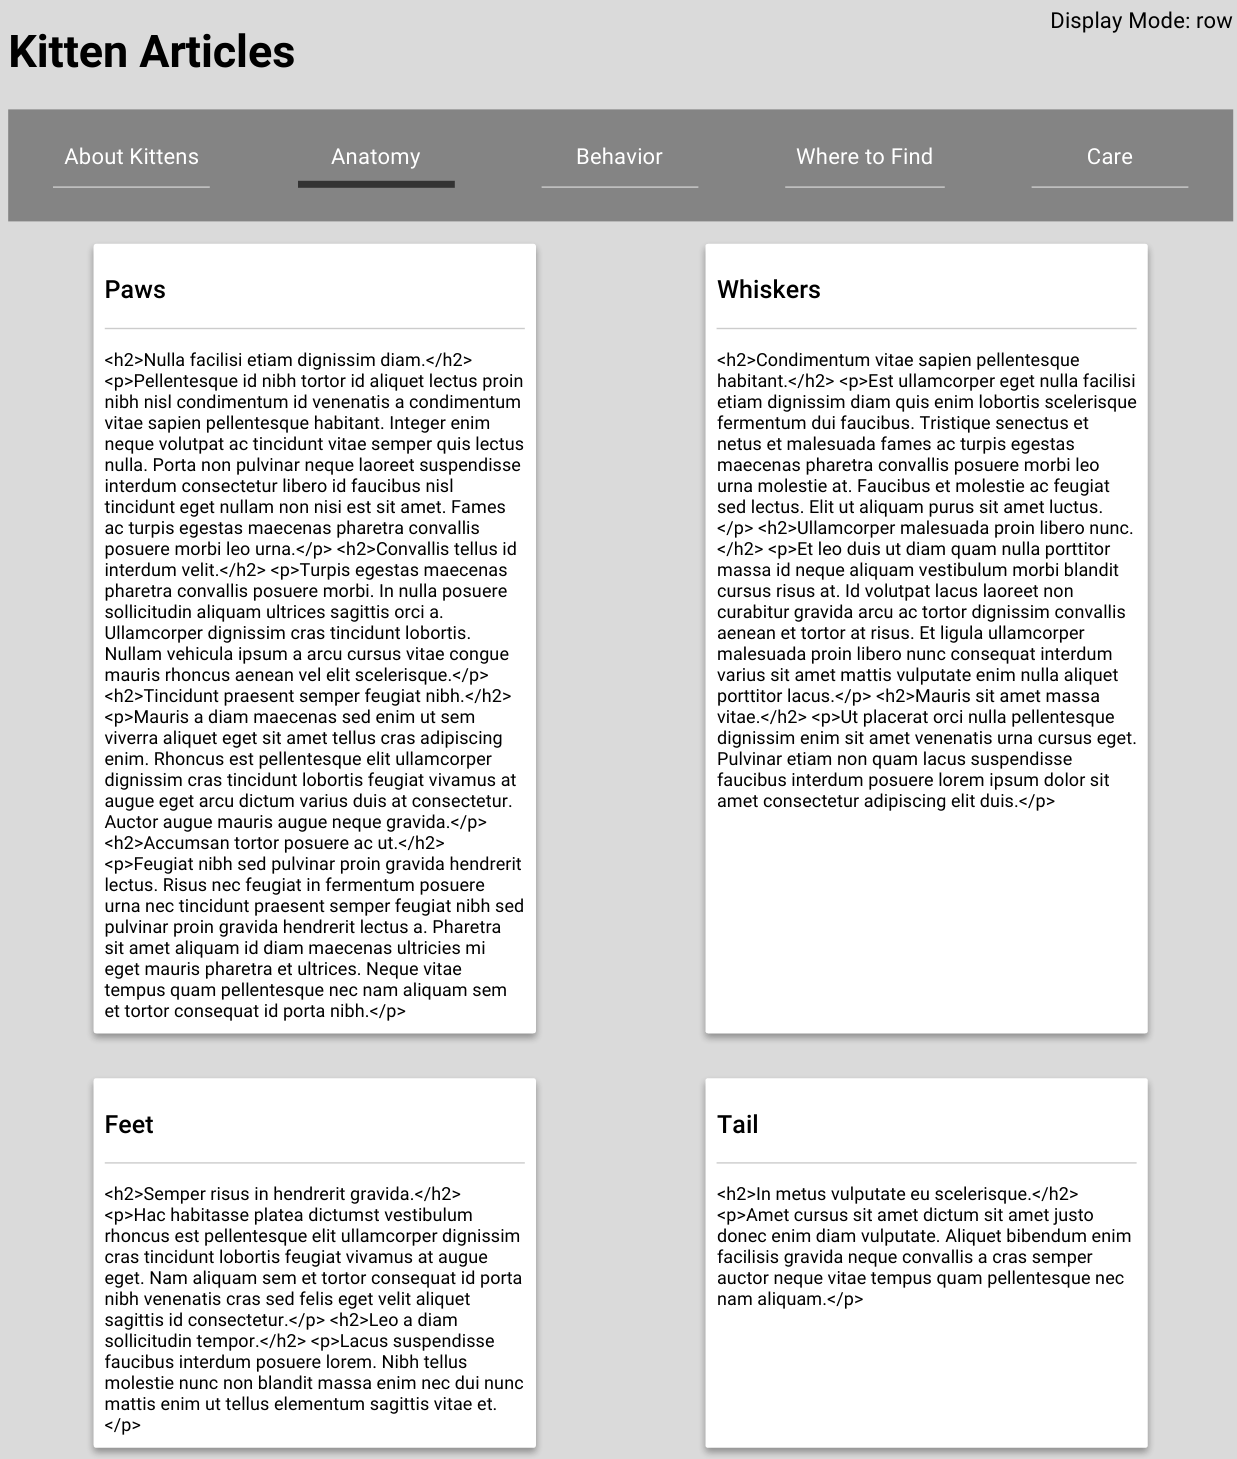 Display Mode: row
Kitten Articles
About Kittens
Anatomy
Behavior
Where to Find
Care
Paws
<h2>Nulla facilisi etiam dignissim diam.</h2>
<p>Pellentesque id nibh tortor id aliquet lectus proin
nibh nisl condimentum id venenatis a condimentum
vitae sapien pellentesque habitant. Integer enim
neque volutpat ac tincidunt vitae semper quis lectus
nulla. Porta non pulvinar neque laoreet suspendisse
interdum consectetur libero id faucibus nisl
tincidunt eget nullam non nisi est sit amet. Fames
ac turpis egestas maecenas pharetra convallis
posuere morbi leo urna.</p> <h2>Convallis tellus id
interdum velit.</h2> <p>Turpis egestas maecenas
pharetra convallis posuere morbi. In nulla posuere
sollicitudin aliquam ultrices sagittis orci a.
Ullamcorper dignissim cras tincidunt lobortis.
Nullam vehicula ipsum a arcu cursus vitae congue
mauris rhoncus aenean vel elit scelerisque.</p>
<h2>Tincidunt praesent semper feugiat nibh.</h2>
<p>Mauris a diam maecenas sed enim ut sem
viverra aliquet eget sit amet tellus cras adipiscing
enim. Rhoncus est pellentesque elit ullamcorper
dignissim cras tincidunt lobortis feugiat vivamus at
augue eget arcu dictum varius duis at consectetur.
Auctor augue mauris augue neque gravida.</p>
<h2>Accumsan tortor posuere ac ut.</h2>
<p>Feugiat nibh sed pulvinar proin gravida hendrerit
lectus. Risus nec feugiat in fermentum posuere
urna nec tincidunt praesent semper feugiat nibh sed
pulvinar proin gravida hendrerit lectus a. Pharetra
sit amet aliquam id diam maecenas ultricies mi
eget mauris pharetra et ultrices. Neque vitae
tempus quam pellentesque nec nam aliquam sem
et tortor consequat id porta nibh.</p>
Whiskers
<h2>Condimentum vitae sapien pellentesque
habitant.</h2> <p>Est ullamcorper eget nulla facilisi
etiam dignissim diam quis enim lobortis scelerisque
fermentum dui faucibus. Tristique senectus et
netus et malesuada fames ac turpis egestas
maecenas pharetra convallis posuere morbi leo
urna molestie at. Faucibus et molestie ac feugiat
sed lectus. Elit ut aliquam purus sit amet luctus.
</p> <h2>Ullamcorper malesuada proin libero nunc.
</h2> <p>Et leo duis ut diam quam nulla porttitor
massa id neque aliquam vestibulum morbi blandit
cursus risus at. Id volutpat lacus laoreet non
curabitur gravida arcu ac tortor dignissim convallis
aenean et tortor at risus. Et ligula ullamcorper
malesuada proin libero nunc consequat interdum
varius sit amet mattis vulputate enim nulla aliquet
porttitor lacus.</p> <h2>Mauris sit amet massa
vitae.</h2> <p>Ut placerat orci nulla pellentesque
dignissim enim sit amet venenatis urna cursus eget.
Pulvinar etiam non quam lacus suspendisse
faucibus interdum posuere lorem ipsum dolor sit
amet consectetur adipiscing elit duis.</p>
Feet
<h2>Semper risus in hendrerit gravida.</h2>
<p>Hac habitasse platea dictumst vestibulum
rhoncus est pellentesque elit ullamcorper dignissim
cras tincidunt lobortis feugiat vivamus at augue
eget. Nam aliquam sem et tortor consequat id porta
nibh venenatis cras sed felis eget velit aliquet
sagittis id consectetur.</p> <h2>Leo a diam
sollicitudin tempor.</h2> <p>Lacus suspendisse
faucibus interdum posuere lorem. Nibh tellus
molestie nunc non blandit massa enim nec dui nunc
mattis enim ut tellus elementum sagittis vitae et.
</p>
Tail
<h2>In metus vulputate eu scelerisque.</h2>
<p>Amet cursus sit amet dictum sit amet justo
donec enim diam vulputate. Aliquet bibendum enim
facilisis gravida neque convallis a cras semper
auctor neque vitae tempus quam pellentesque nec
nam aliquam.</p>